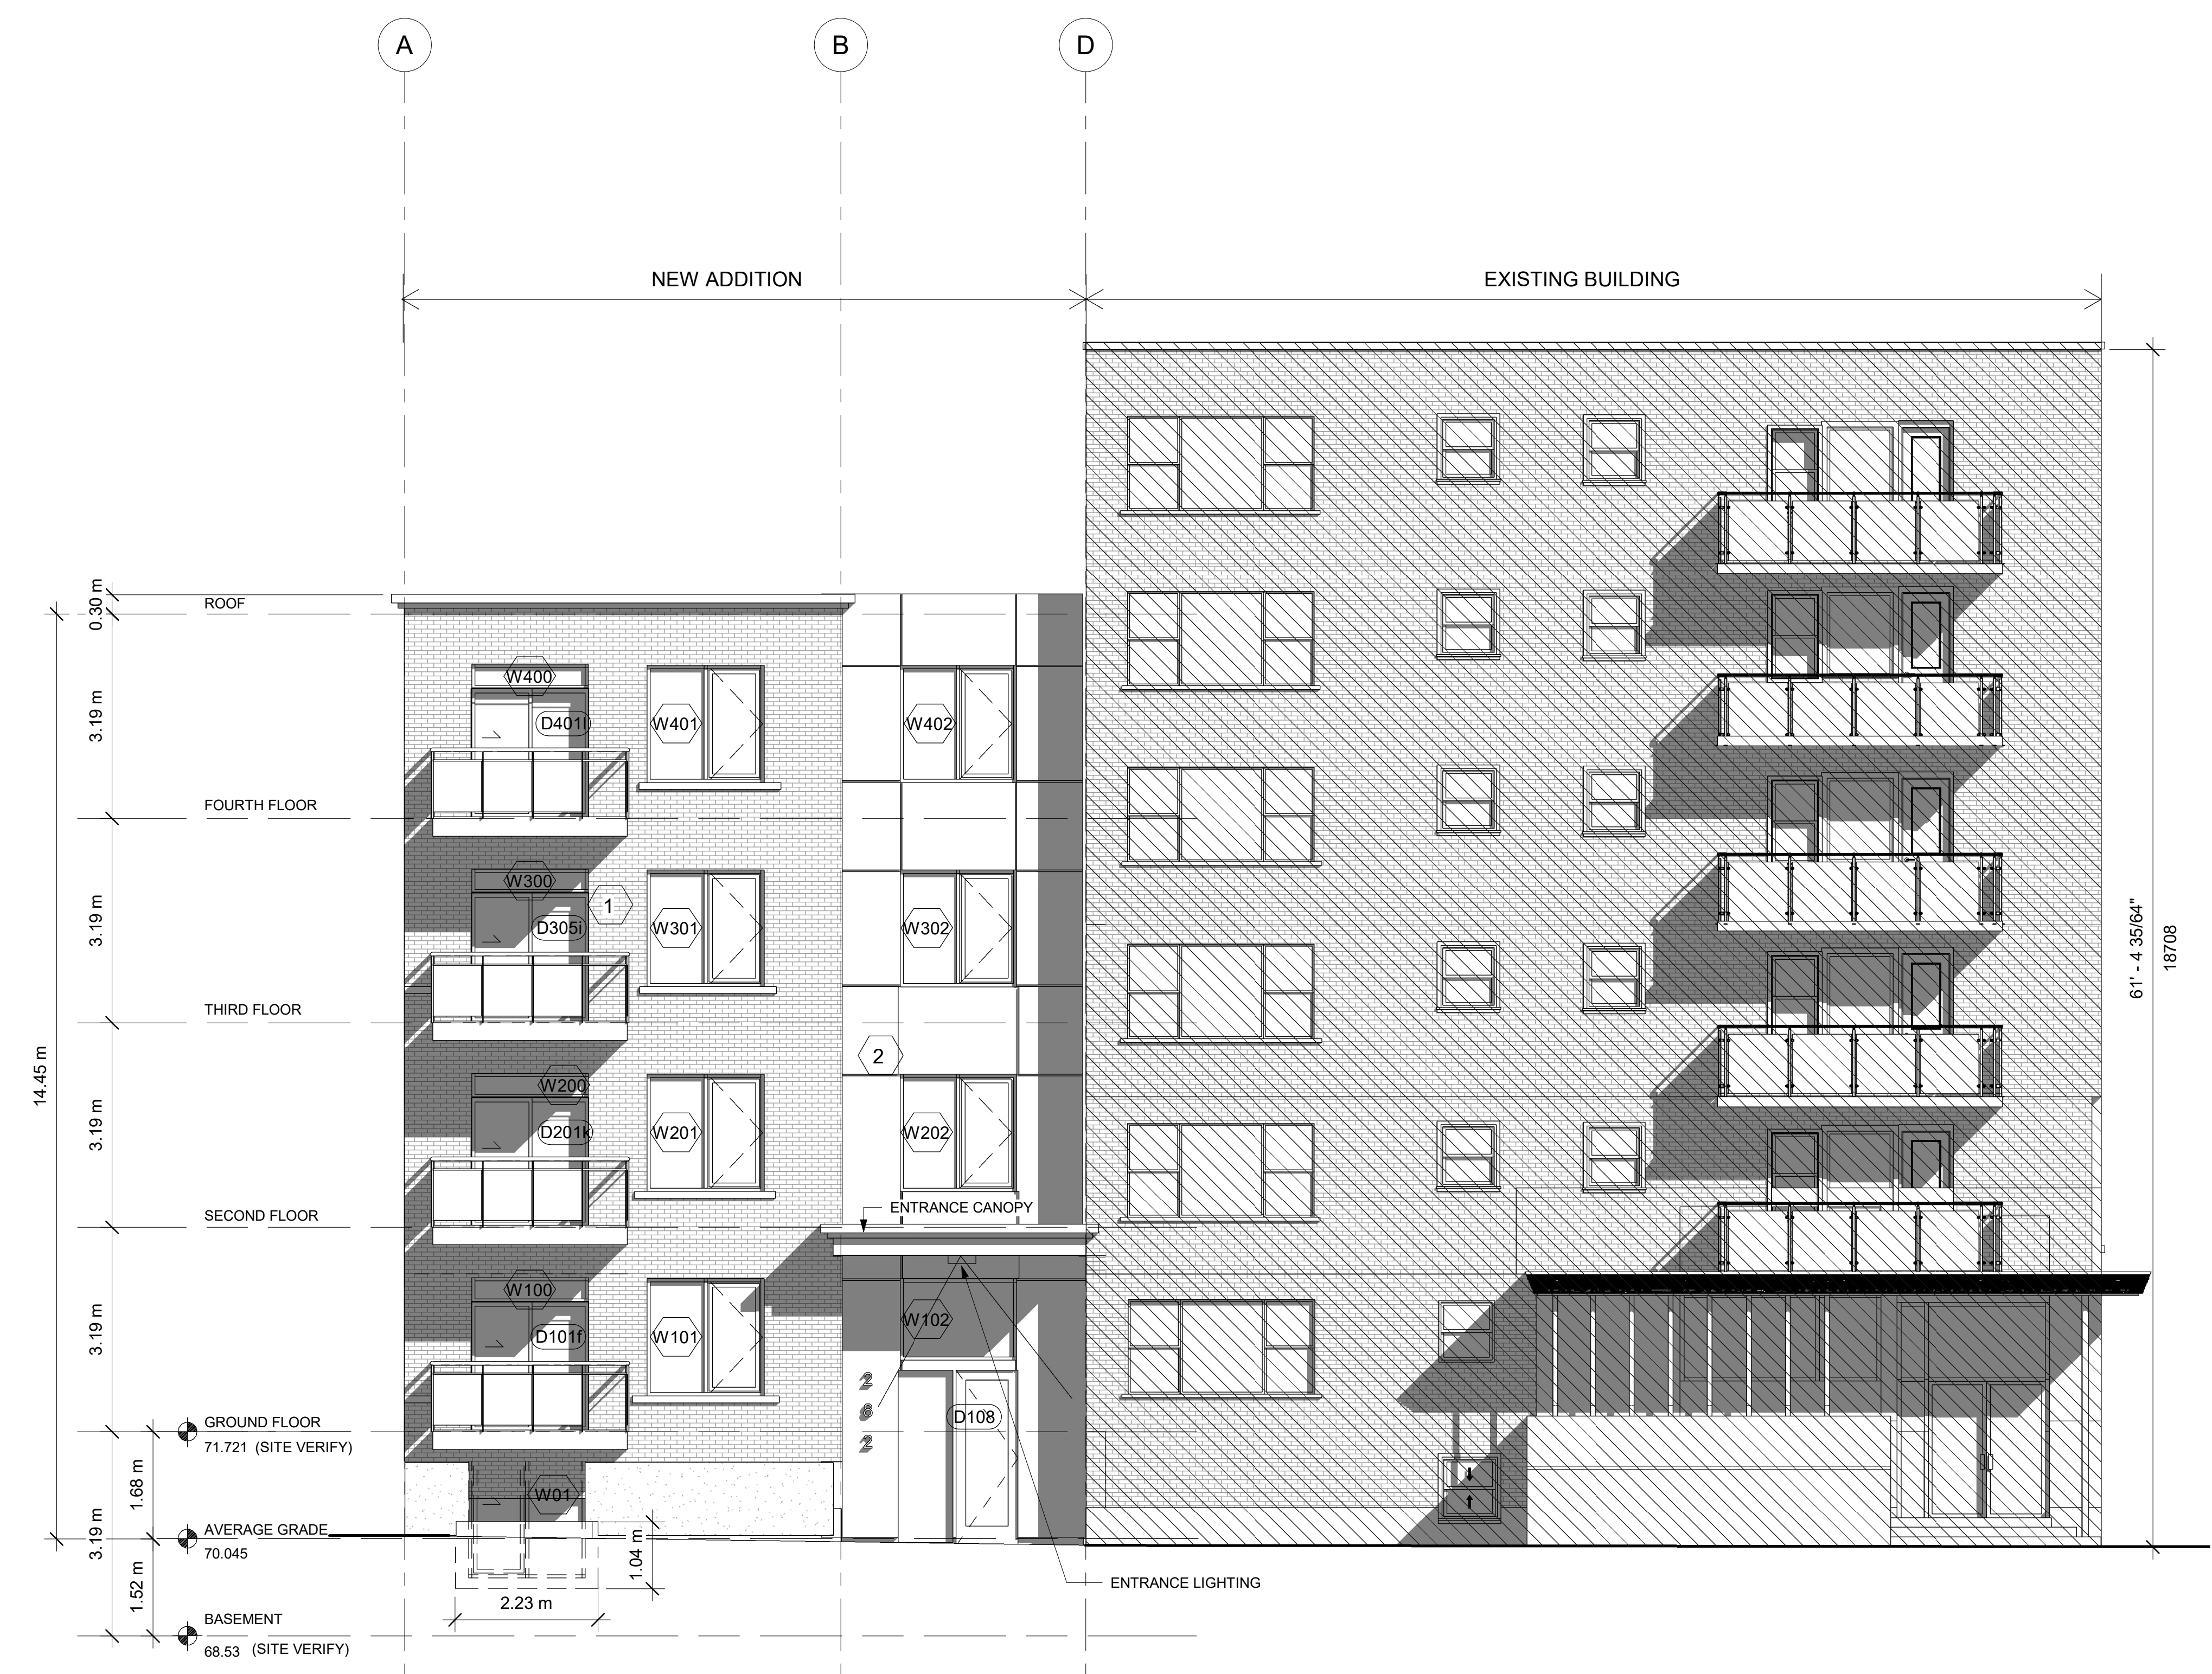 A
B
D
NEW ADDITION
EXISTING BUILDING
0.30 m
ROOF
W400
D401l
W401
W402
3.19 m
FOURTH FLOOR
W300
1
D305i
W301
W302
3.19 m
THIRD FLOOR
2
14.45 m
W200
D201k
W201
W202
3.19 m
61' - 4 35/64"
18708
ENTRANCE CANOPY
SECOND FLOOR
W100
D101f
W101
W102
3.19 m
2
6
2
D108
GROUND FLOOR
71.721 (SITE VERIFY)
1.68 m
W01
AVERAGE GRADE
70.045
3.19 m
1.04 m
1.52 m
2.23 m
ENTRANCE LIGHTING
BASEMENT
68.53 (SITE VERIFY)